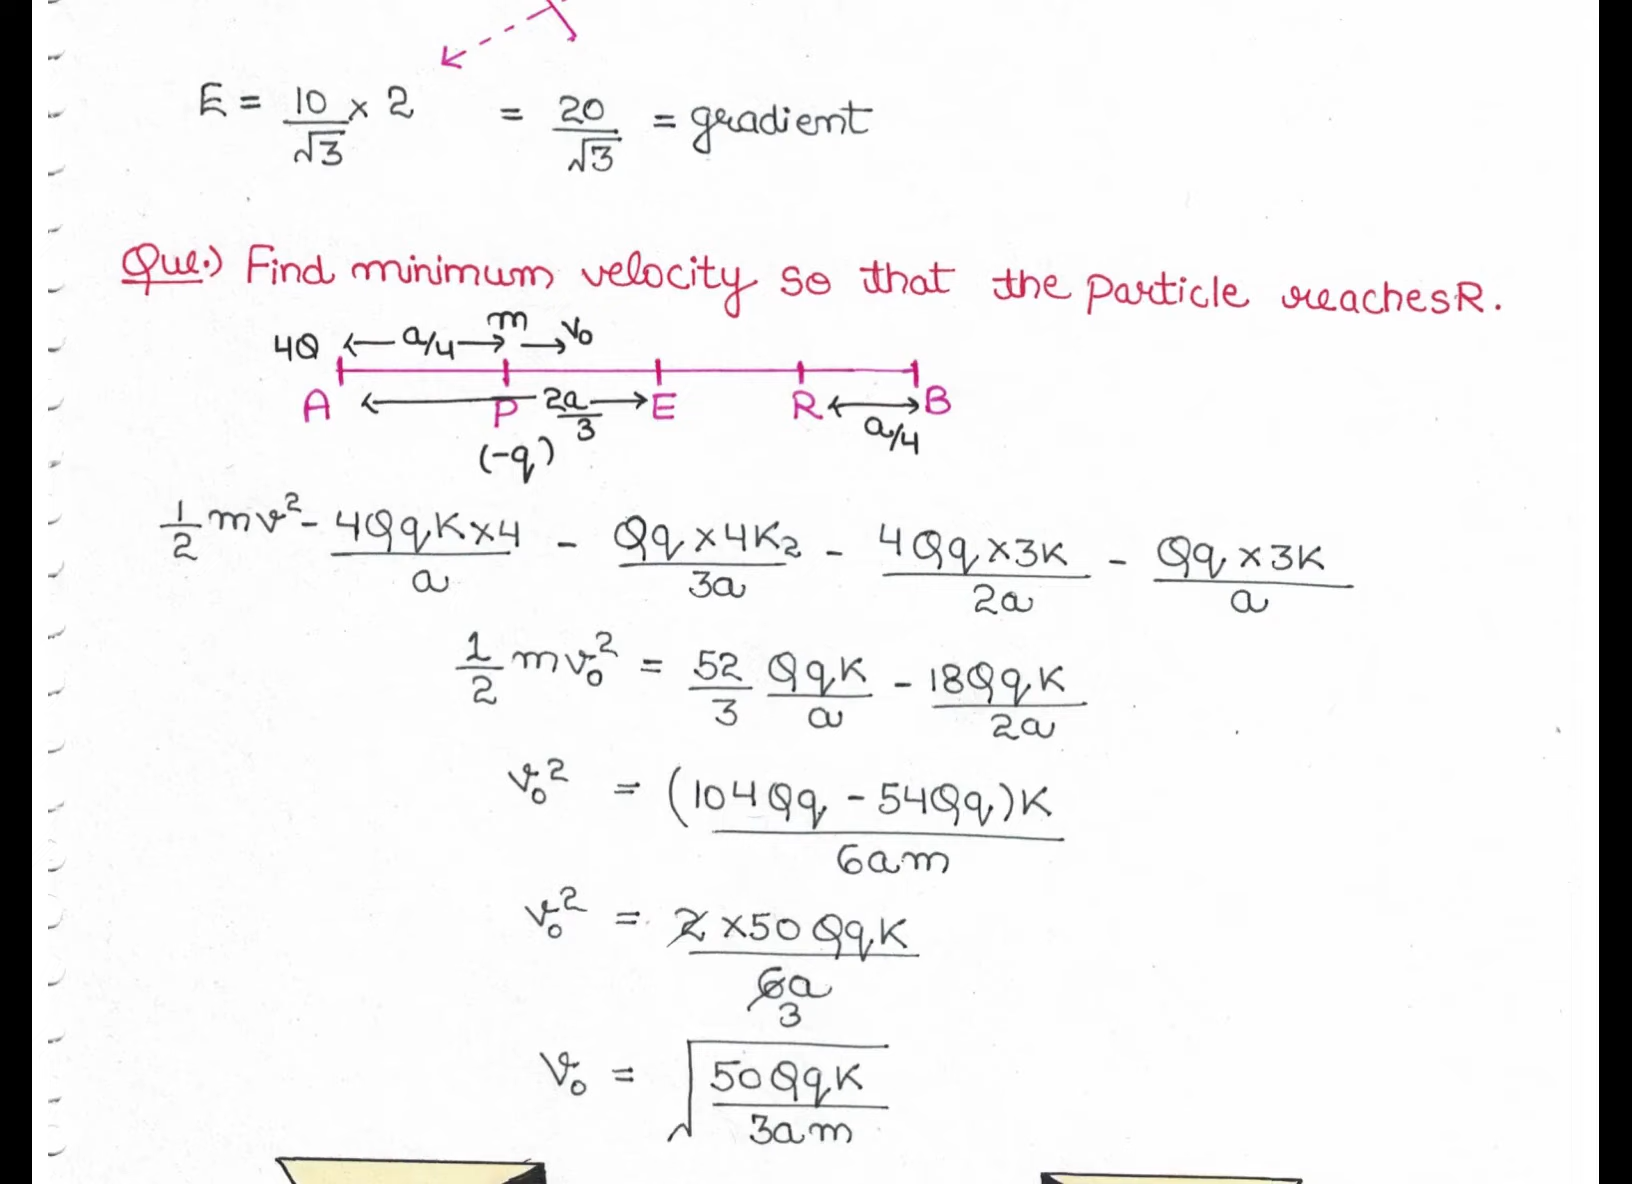 E = 10/√3 × 2 = 20/√3 = gradient
Que.) Find minimum velocity so that the particle reaches R.
4Q ←a/4→ m → V₀
A ← P 2a/3 → E R ↔ B
(-q) a/4
1/2 mv² - 4QqK×4/a - Qq×4K₂/3a - 4Qq×3K/2a - Qq×3K/a
1/2 mv₀² = 52/3 QqK/a - 18QqK/2a
v₀² = (104Qq - 54Qq)K/6am
v₀² = 2×50QqK/6a
3
V₀ = √50QqK/3am